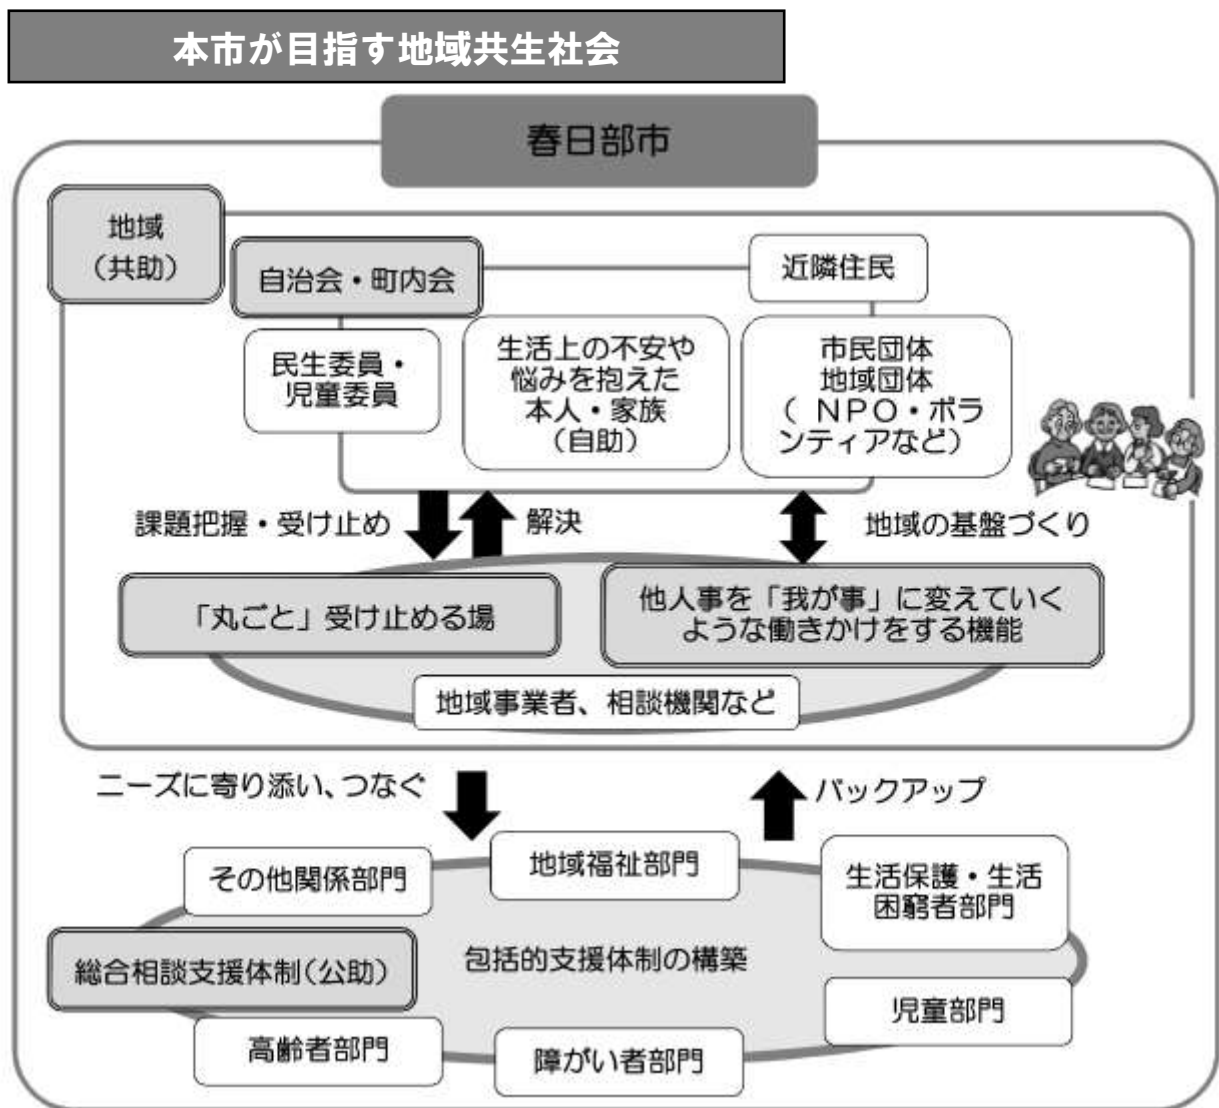 本市が目指す地域共生社会
春日部市
地域
（共助）
自治会・町内会
近隣住民
民生委員・
児童委員
生活上の不安や
悩みを抱えた
本人・家族
（自助）
市民団体
地域団体
（ ＮＰＯ・ボラ
ンティアなど）
課題把握・受け止め
解決
地域の基盤づくり
「丸ごと」受け止める場
他人事を「我が事」に変えていく
ような働きかけをする機能
地域事業者、相談機関など
ニーズに寄り添い、つなぐ
バックアップ
その他関係部門
地域福祉部門
生活保護・生活
困窮者部門
総合相談支援体制（公助）
包括的支援体制の構築
児童部門
高齢者部門
障がい者部門